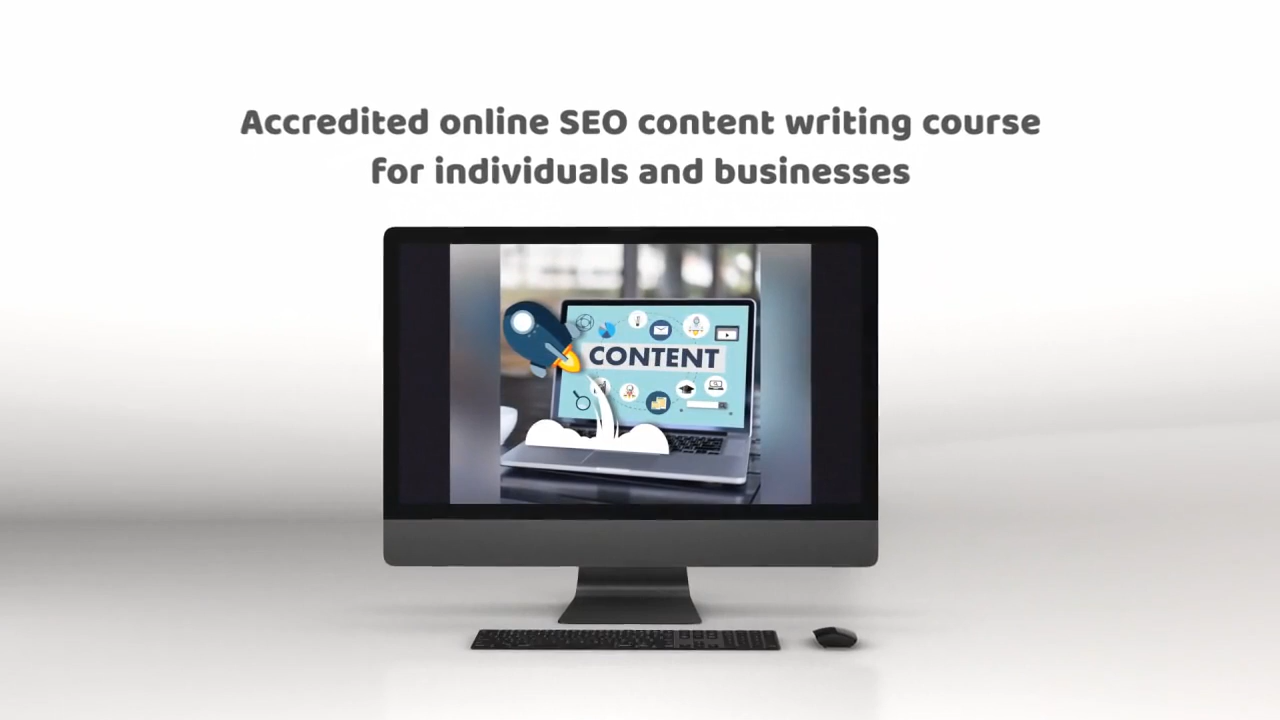 Accredited online SEO content writing course
for individuals and businesses
CONTENT